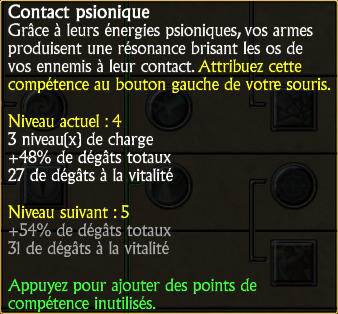 Contact psionique
Grâce à leurs énergies psioniques, vos armes
produisent une résonance brisant les os de
vos ennemis à leur contact. Attribuez cette
compétence au bouton gauche de votre souris.
Niveau actuel : 4
3 niveau(x) de charge
+48% de dégâts totaux
27 de dégâts à la vitalité
Niveau suivant : 5
+54% de dégâts totaux
31 de dégâts à la vitalité
Appuyez pour ajouter des points de
compétence inutilisés.